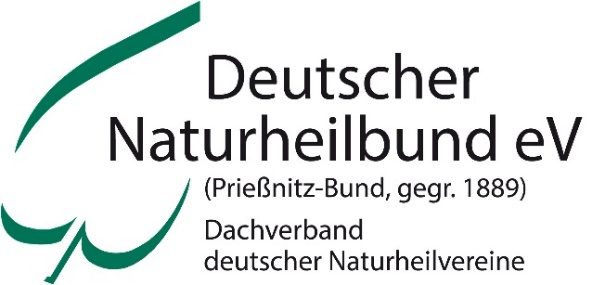 Deutscher
Naturheilbund eV
(Prießnitz-Bund, gegr. 1889)
Dachverband
deutscher Naturheilvereine